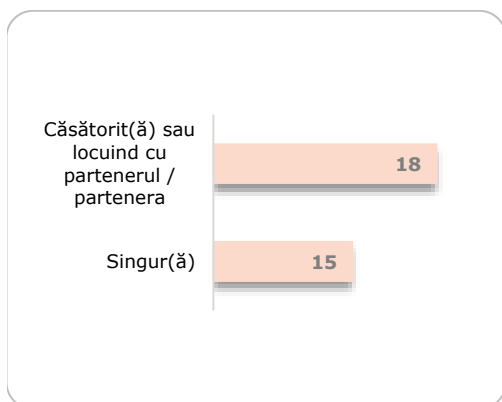 Căsătorit(ă) sau
locuind cu
partenerul /
partenera
18
Singur(ă)
15